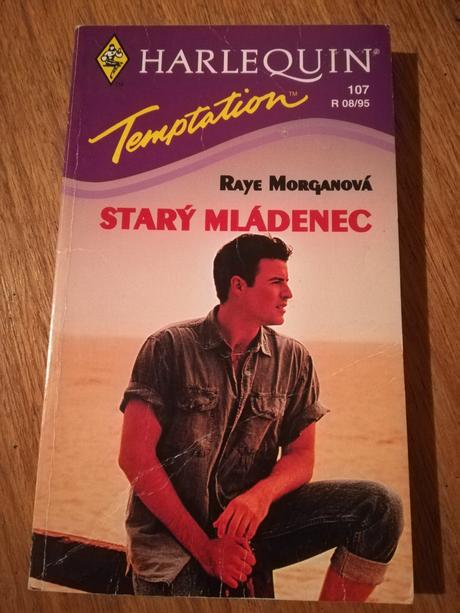 HARLEQUIN®
107
R 08/95
Temptation™
RAYE MORGANOVÁ
STARÝ MLÁDENEC